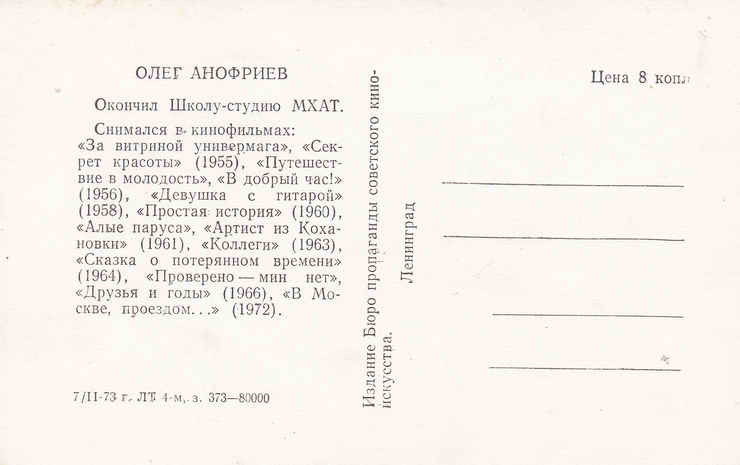 ОЛЕГ АНОФРИЕВ
Окончил Школу-студию МХАТ.
Снимался в кинофильмах:
«За витриной универмага», «Сек-
рет красоты» (1955), «Путешест-
вие в молодость», «В добрый час!»
(1956), «Девушка с гитарой»
(1958), «Простая история» (1960),
«Алые паруса», «Артист из Коха-
новки» (1961), «Коллеги» (1963),
«Сказка о потерянном времени»
(1964), «Проверено — мин нет»,
«Друзья и годы» (1966), «В Мо-
скве, проездом...» (1972).
7/II-73 г. ЛТ 4-м, з. 373—80000
Издание Бюро пропаганды советского кино-
искусства.
Ленинград
Цена 8 коп.